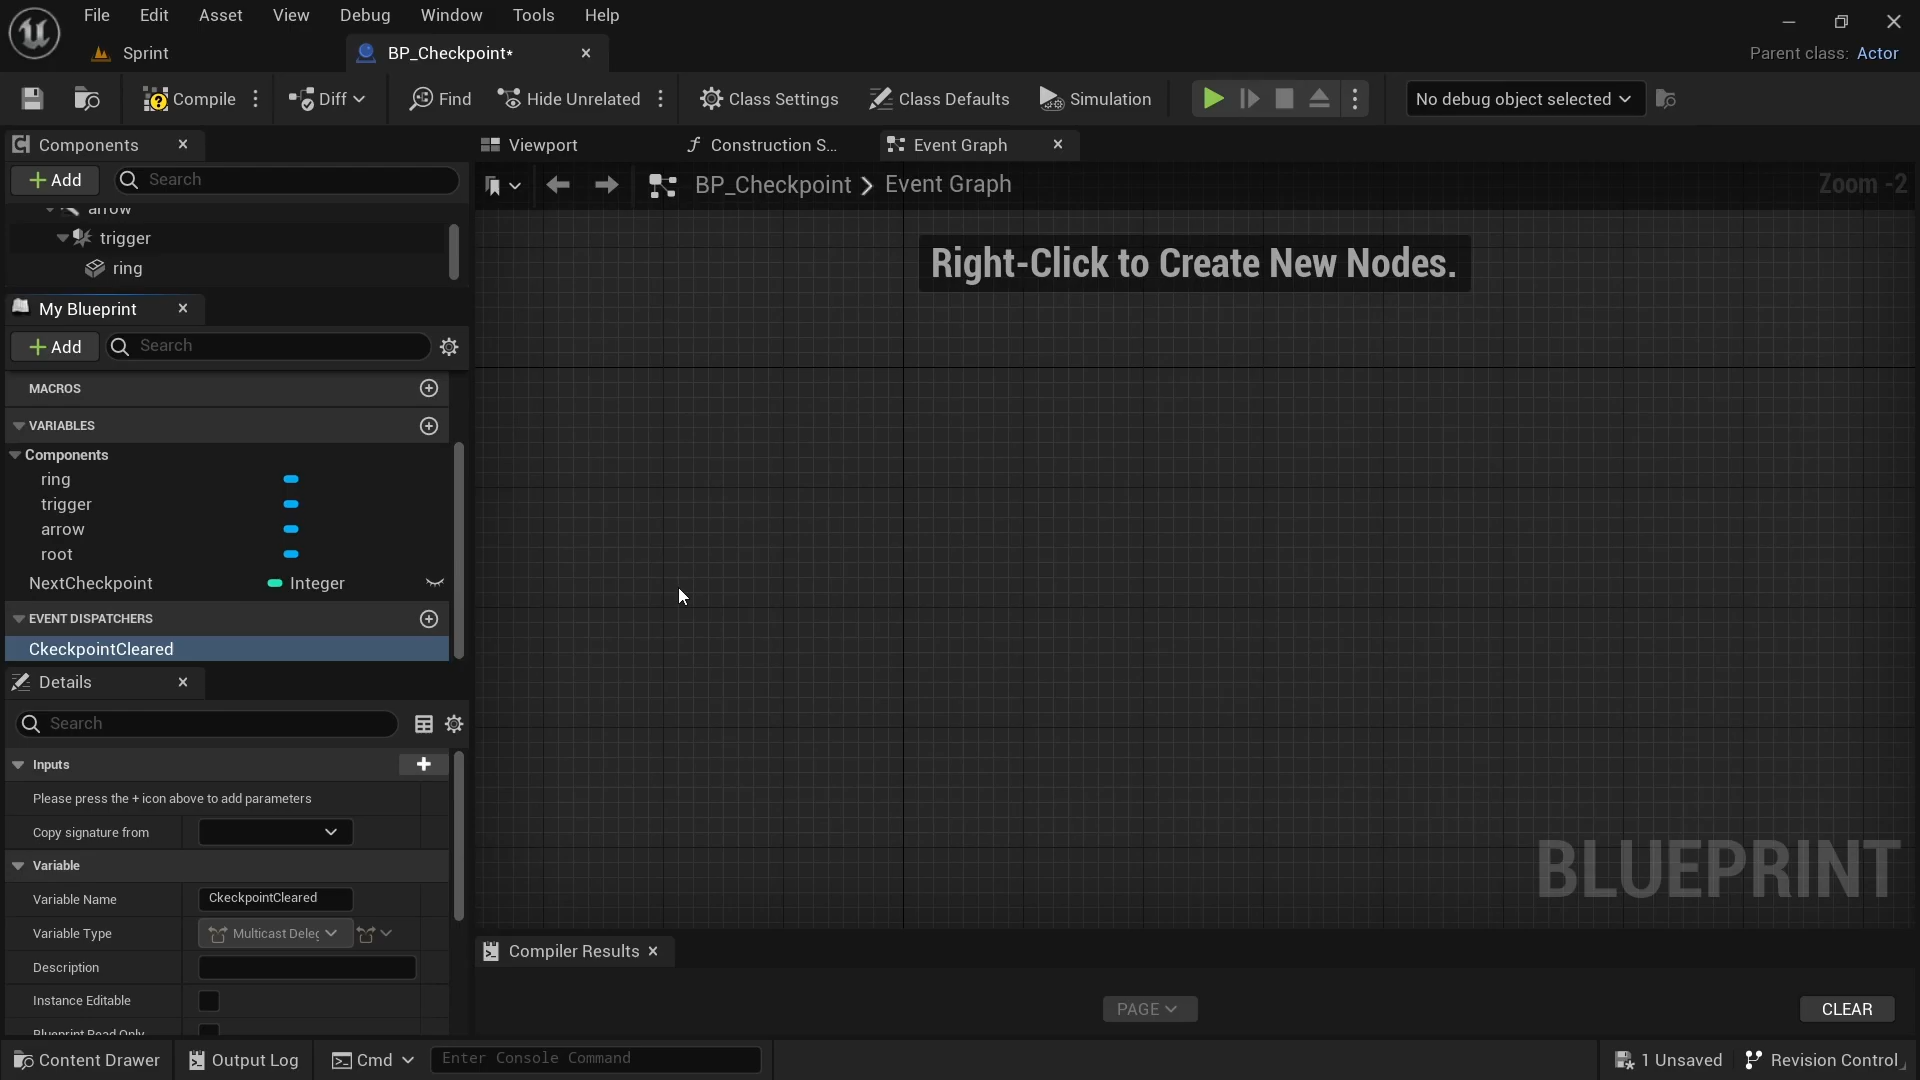 File Edit Asset View Debug Window Tools Help
Sprint
BP_Checkpoint*
Parent class: Actor
Compile
Diff
Find
Hide Unrelated
Class Settings
Class Defaults
Simulation
No debug object selected
Components
Viewport
Construction S...
Event Graph
Add
Search
BP_Checkpoint > Event Graph
Zoom -2
arrow
trigger
ring
Right-Click to Create New Nodes.
My Blueprint
Add
Search
MACROS
VARIABLES
Components
ring
trigger
arrow
root
NextCheckpoint Integer
EVENT DISPATCHERS
CkeckpointCleared
Details
Search
Inputs
Please press the + icon above to add parameters
Copy signature from
Variable
Variable Name CkeckpointCleared
Variable Type Multicast Deleg
Description
Instance Editable
Blueprint Read Only
BLUEPRINT
Compiler Results
PAGE
CLEAR
Content Drawer
Output Log
Cmd
Enter Console Command
1 Unsaved
Revision Control